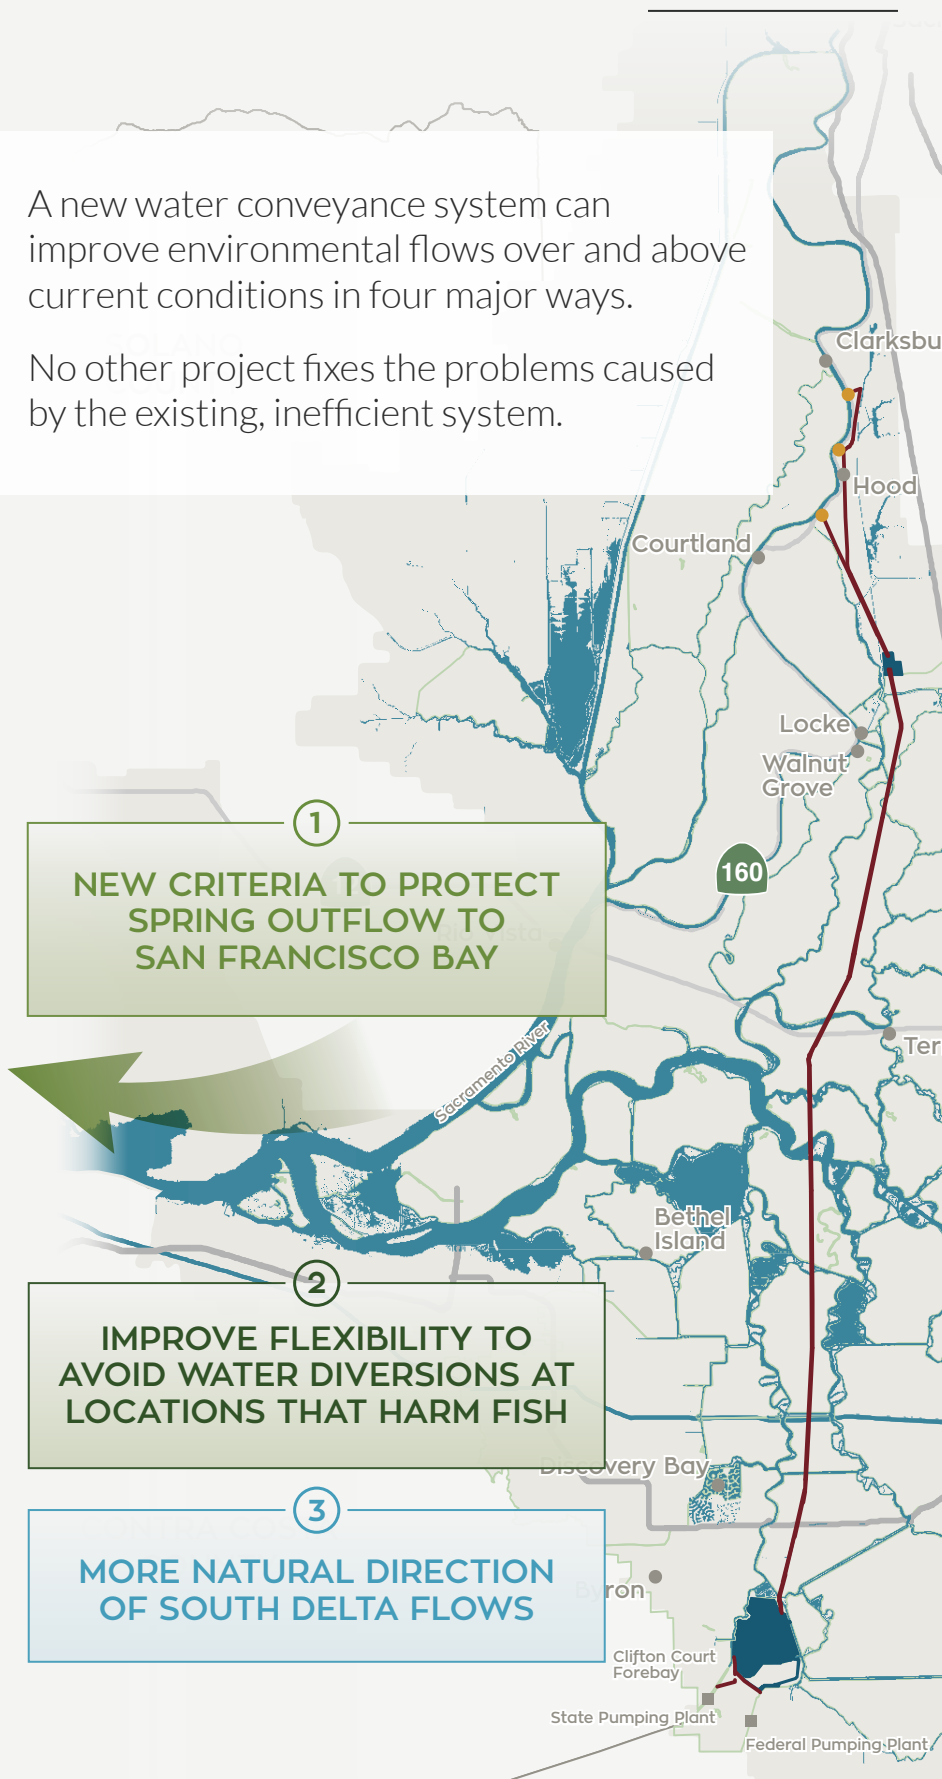 A new water conveyance system can
improve environmental flows over and above
current conditions in four major ways.
No other project fixes the problems caused
by the existing, inefficient system.
Clarksbu
Hood
Courtland
Locke
Walnut
Grove
1
NEW CRITERIA TO PROTECT
SPRING OUTFLOW TO
SAN FRANCISCO BAY
160
Rio Vista
Sacramento River
Ter
Bethel
Island
2
IMPROVE FLEXIBILITY TO
AVOID WATER DIVERSIONS AT
LOCATIONS THAT HARM FISH
Discovery Bay
3
MORE NATURAL DIRECTION
OF SOUTH DELTA FLOWS
Byron
Clifton Court
Forebay
State Pumping Plant
Federal Pumping Plant